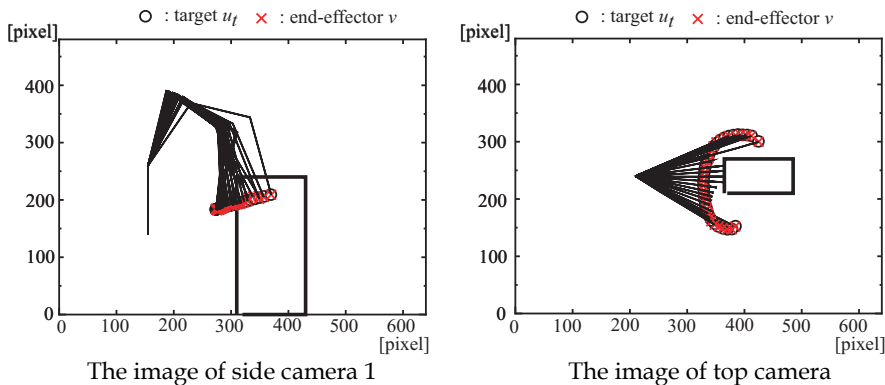 ○ : target u_t × : end-effector v
[pixel]
400
300
200
100
0
0 100 200 300 400 500 600
[pixel]
The image of side camera 1
○ : target u_t × : end-effector v
[pixel]
400
300
200
100
0
0 100 200 300 400 500 600
[pixel]
The image of top camera